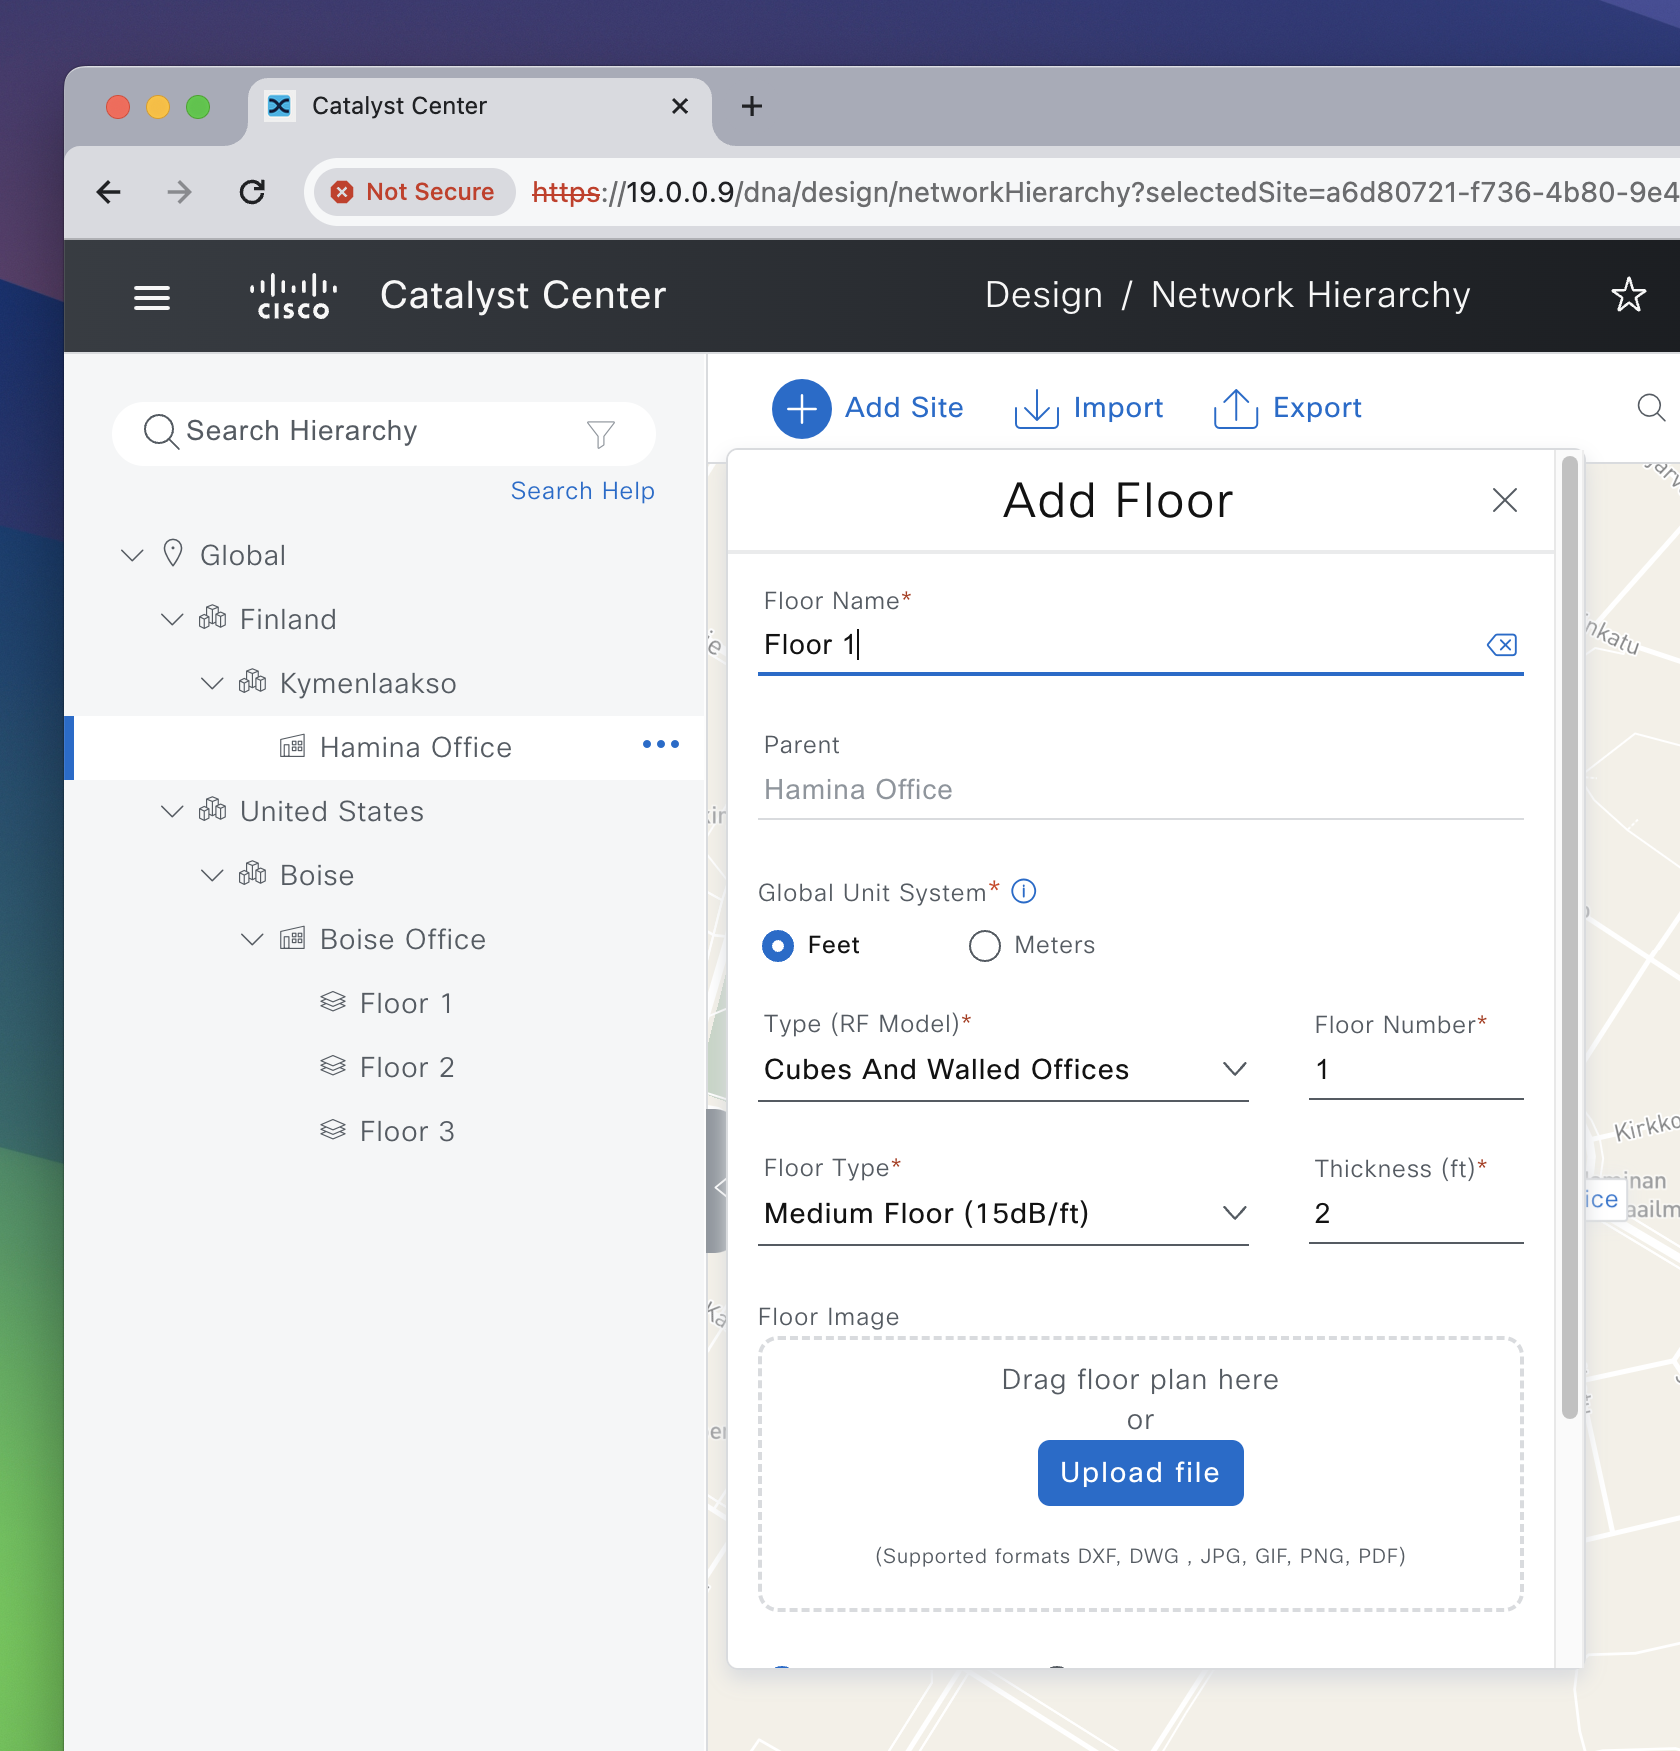 Catalyst Center
Not Secure https://19.0.0.9/dna/design/networkHierarchy?selectedSite=a6d80721-f736-4b80-9e4
CISCO Catalyst Center Design / Network Hierarchy
Search Hierarchy
Search Help
Global
Finland
Kymenlaakso
Hamina Office
United States
Boise
Boise Office
Floor 1
Floor 2
Floor 3
Add Site Import Export
Add Floor
Floor Name*
Floor 1
Parent
Hamina Office
Global Unit System*
Feet Meters
Type (RF Model)* Floor Number*
Cubes And Walled Offices 1
Floor Type* Thickness (ft)*
Medium Floor (15dB/ft) 2
Floor Image
Drag floor plan here
or
Upload file
(Supported formats DXF, DWG , JPG, GIF, PNG, PDF)
nkatu
Kirkko
ice